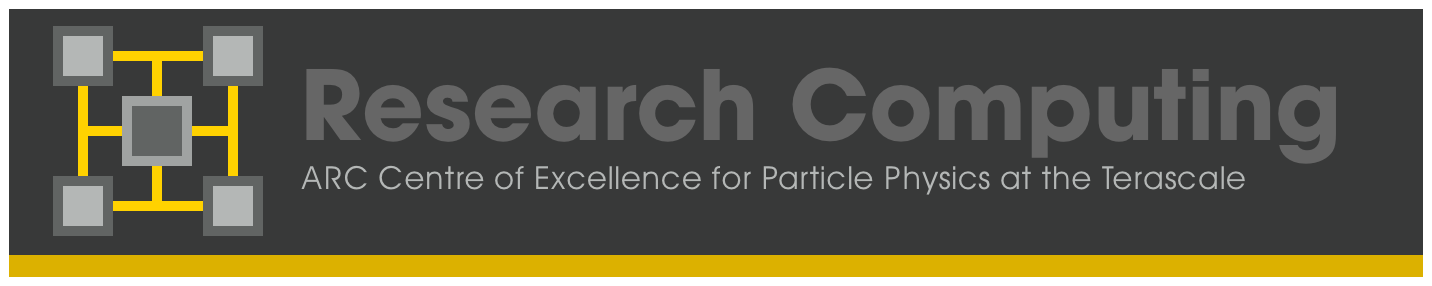 Research Computing
ARC Centre of Excellence for Particle Physics at the Terascale